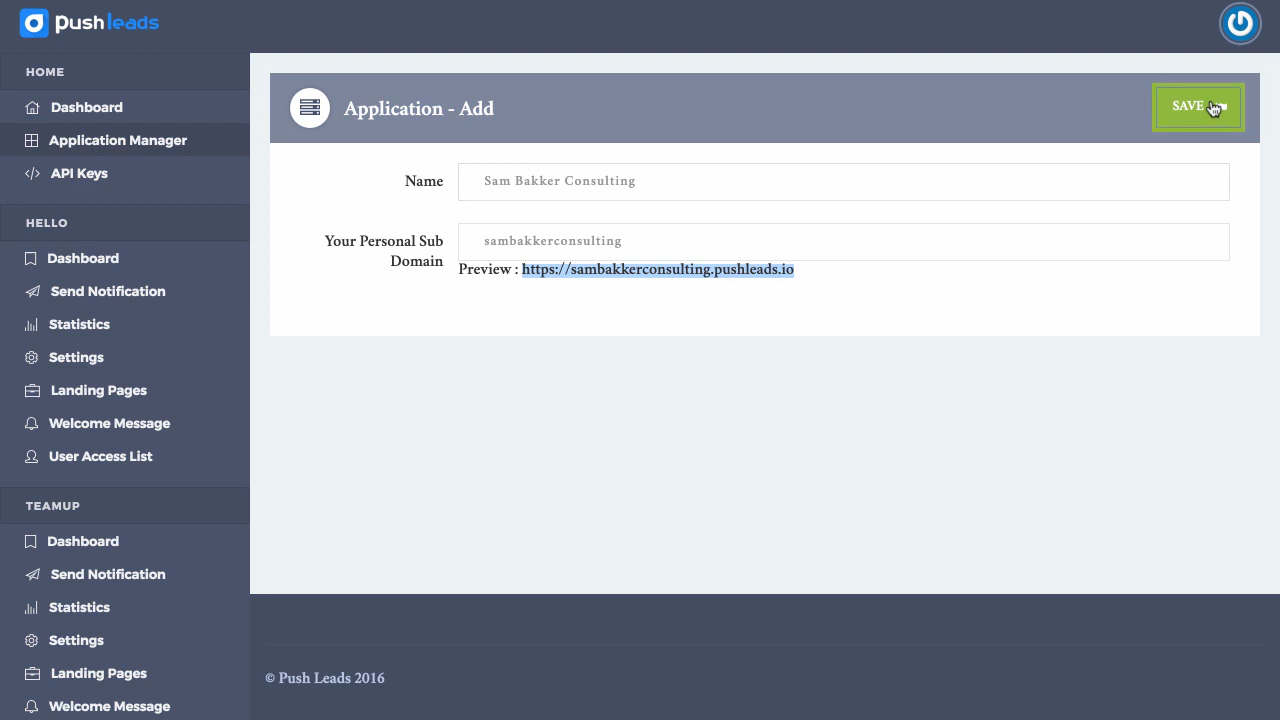 pushleads
HOME
Dashboard
Application Manager
API Keys
HELLO
Dashboard
Send Notification
Statistics
Settings
Landing Pages
Welcome Message
User Access List
TEAMUP
Dashboard
Send Notification
Statistics
Settings
Landing Pages
Welcome Message
Application - Add
SAVE
Name
Sam Bakker Consulting
Your Personal Sub
Domain
sambakkerconsulting
Preview : https://sambakkerconsulting.pushleads.io
© Push Leads 2016